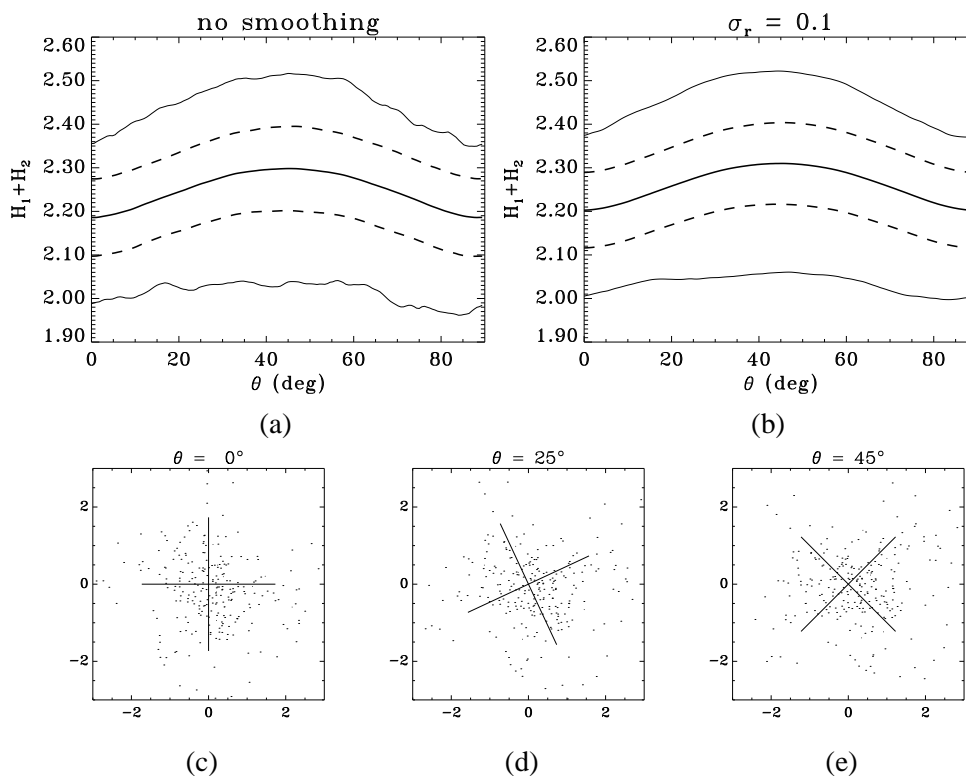 no smoothing
σr = 0.1
2.60
2.50
2.40
2.30
2.20
2.10
2.00
1.90
H1+H2
0 20 40 60 80
θ (deg)
2.60
2.50
2.40
2.30
2.20
2.10
2.00
1.90
H1+H2
0 20 40 60 80
θ (deg)
(a)
(b)
θ = 0°
2
0
−2
−2 0 2
θ = 25°
2
0
−2
−2 0 2
θ = 45°
2
0
−2
−2 0 2
(c)
(d)
(e)